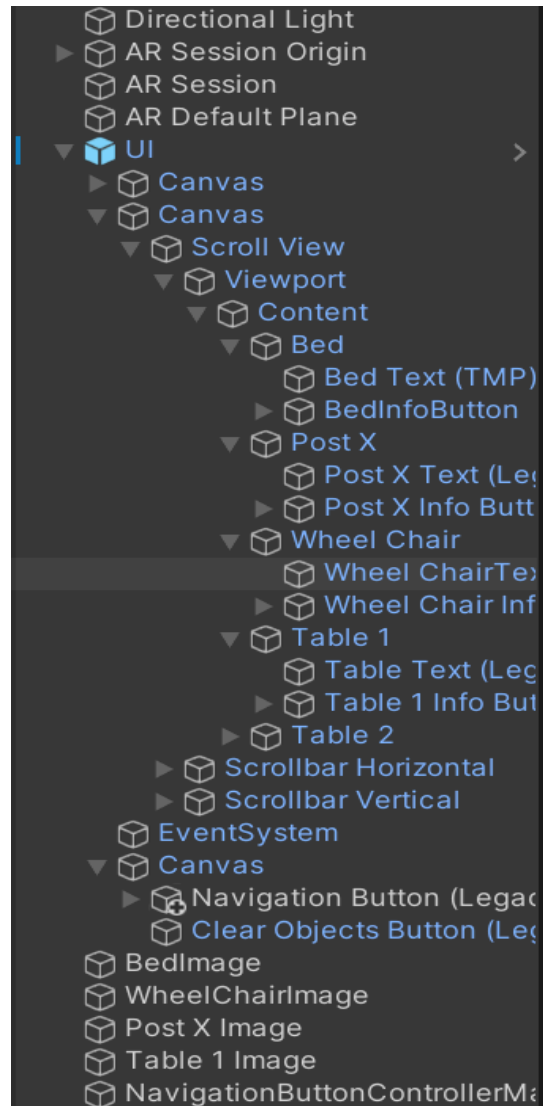 Directional Light
AR Session Origin
AR Session
AR Default Plane
UI
Canvas
Canvas
Scroll View
Viewport
Content
Bed
Bed Text (TMP)
BedInfoButton
Post X
Post X Text (Leg
Post X Info Butt
Wheel Chair
Wheel ChairTex
Wheel Chair Inf
Table 1
Table Text (Leg
Table 1 Info But
Table 2
Scrollbar Horizontal
Scrollbar Vertical
EventSystem
Canvas
Navigation Button (Legac
Clear Objects Button (Leg
BedImage
WheelChairImage
Post X Image
Table 1 Image
NavigationButtonControllerMa